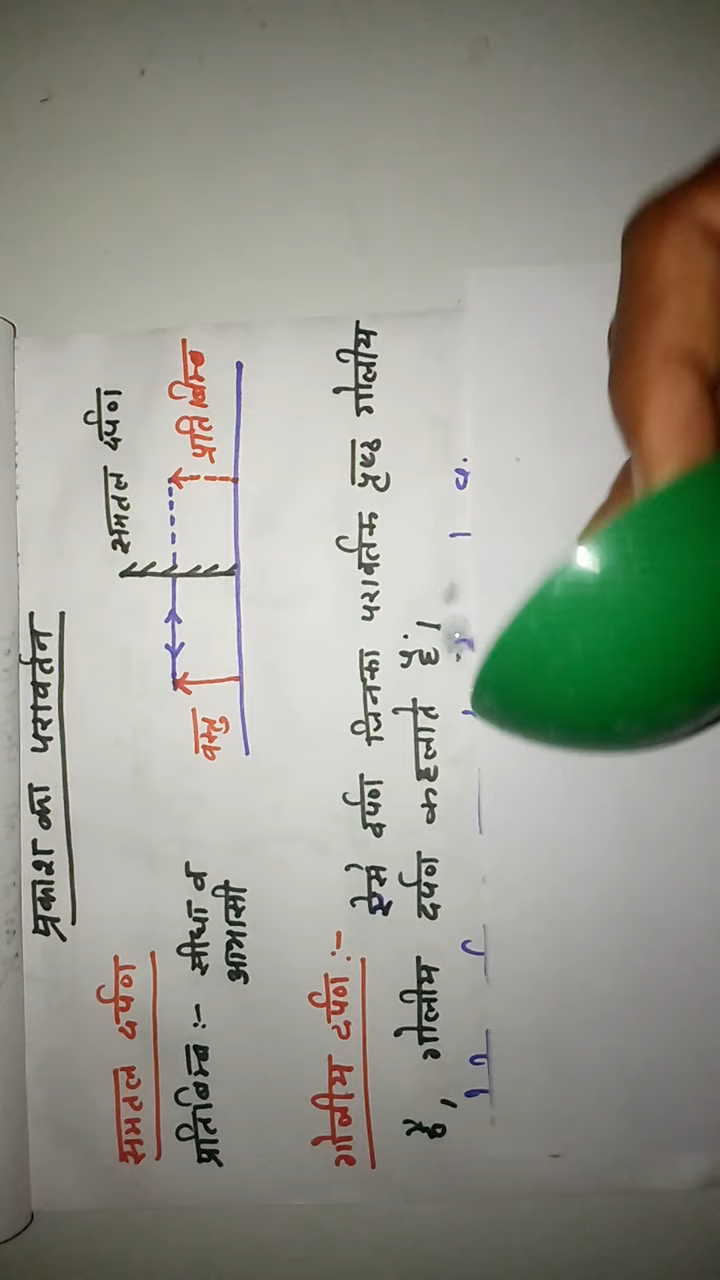 प्रकाश का परावर्तन
समतल दर्पण
समतल दर्पण
प्रतिबिम्ब :- सीधा व
आभासी
वस्तु
प्रतिबिम्ब
गोलीय दर्पण :- ऐसे दर्पण जिनका परावर्तक पृष्ठ गोलीय
है, गोलीय दर्पण कहलाते हैं।